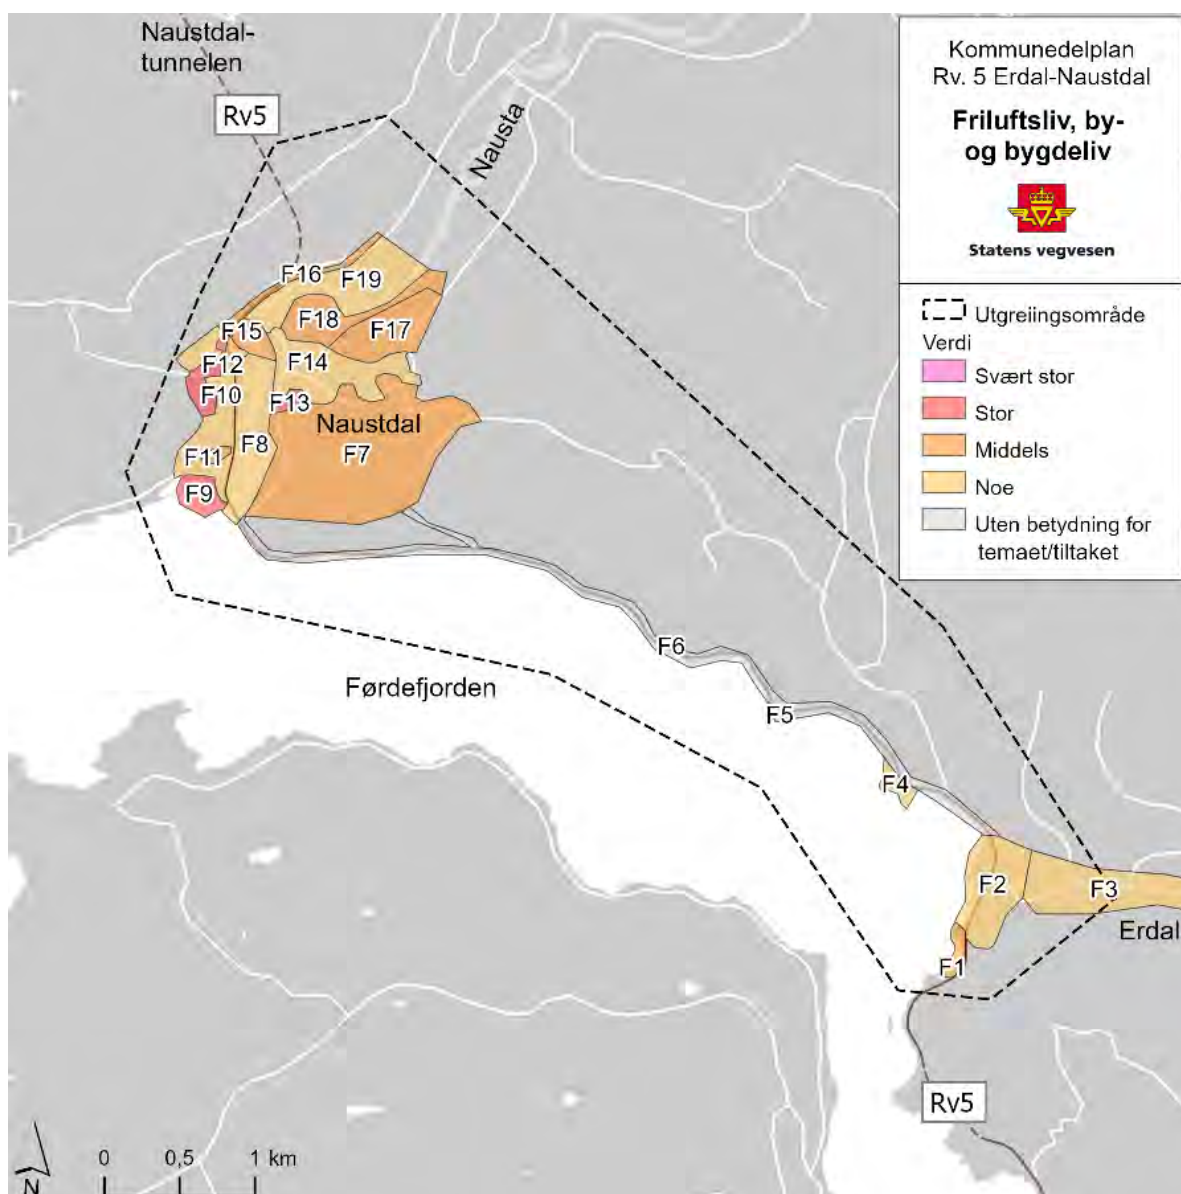 Naustdal-
tunnelen
Rv5
Nausta
Kommunedelplan
Rv. 5 Erdal-Naustdal
Friluftsliv, by-
og bygdeliv
Statens vegvesen
Utgreiingsområde
Verdi
Svært stor
Stor
Middels
Noe
Uten betydning for
temaet/tiltaket
F16
F19
F15
F18
F17
F12
F14
F10
F13
Naustdal
F8
F7
F11
F9
F6
Førdefjorden
F5
F4
F2
F3
Erdal
F1
Rv5
N
0 0,5 1 km